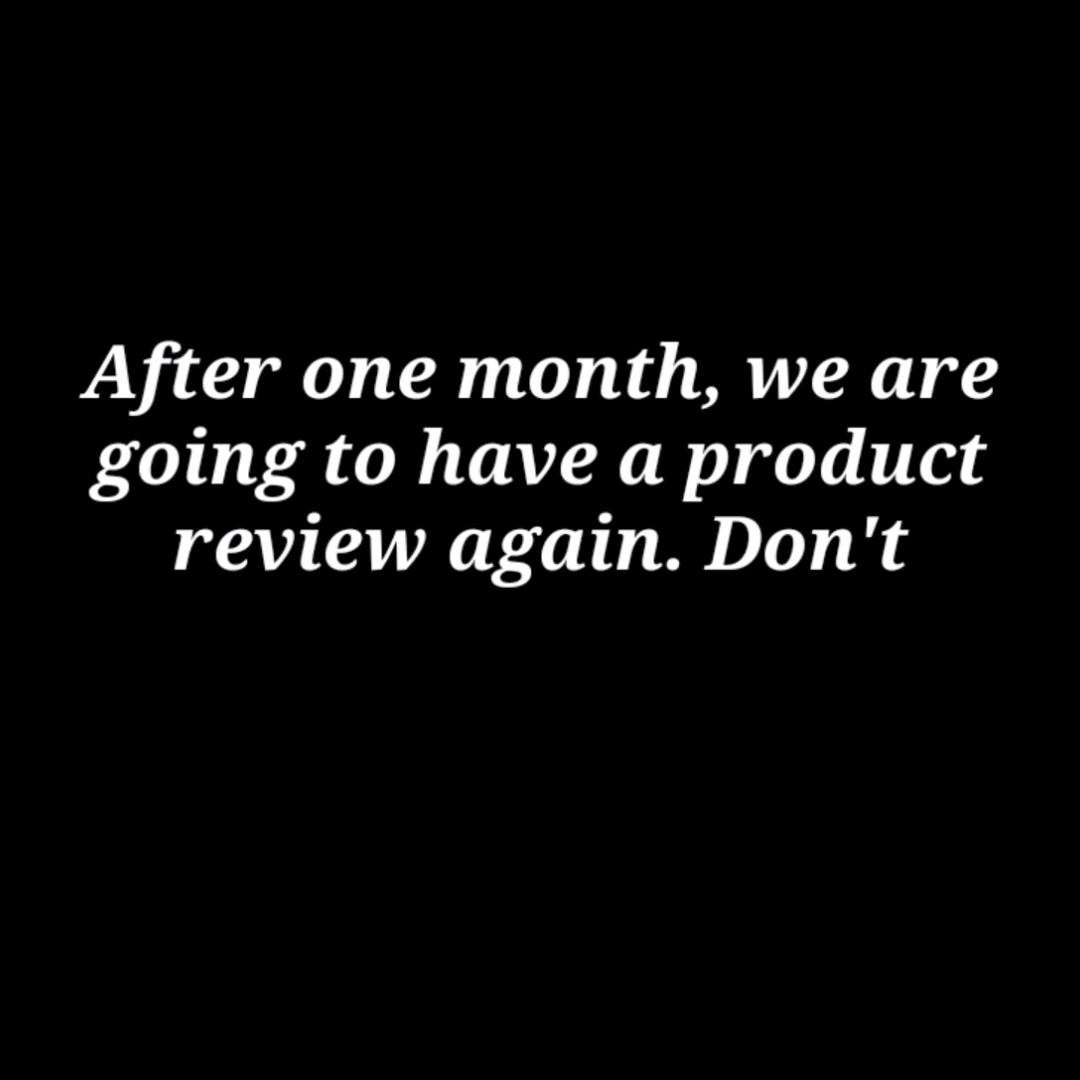 After one month, we are
going to have a product
review again. Don't